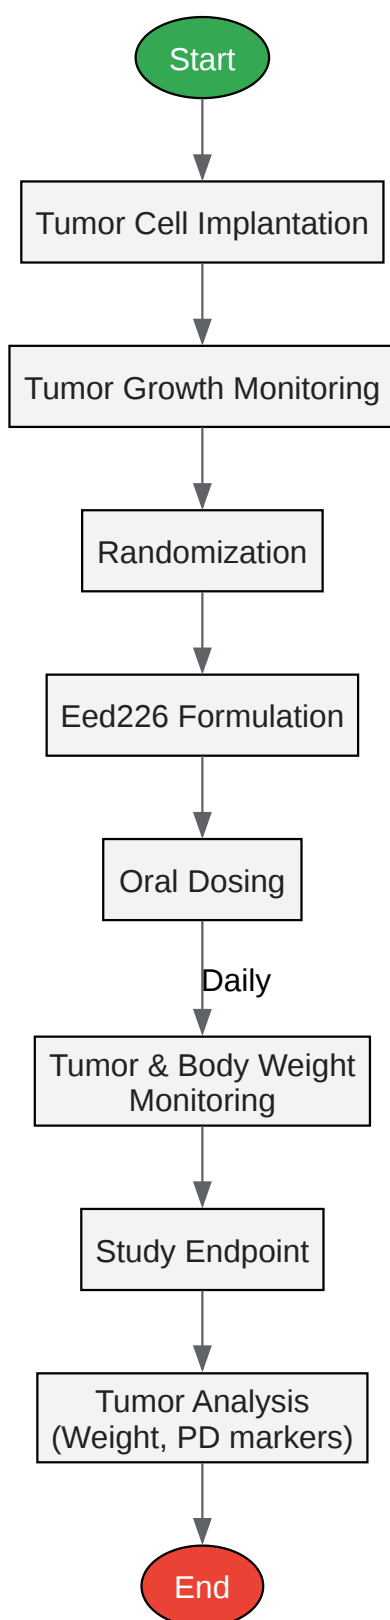 Start
Tumor Cell Implantation
Tumor Growth Monitoring
Randomization
Eed226 Formulation
Oral Dosing
Daily
Tumor & Body Weight
Monitoring
Study Endpoint
Tumor Analysis
(Weight, PD markers)
End